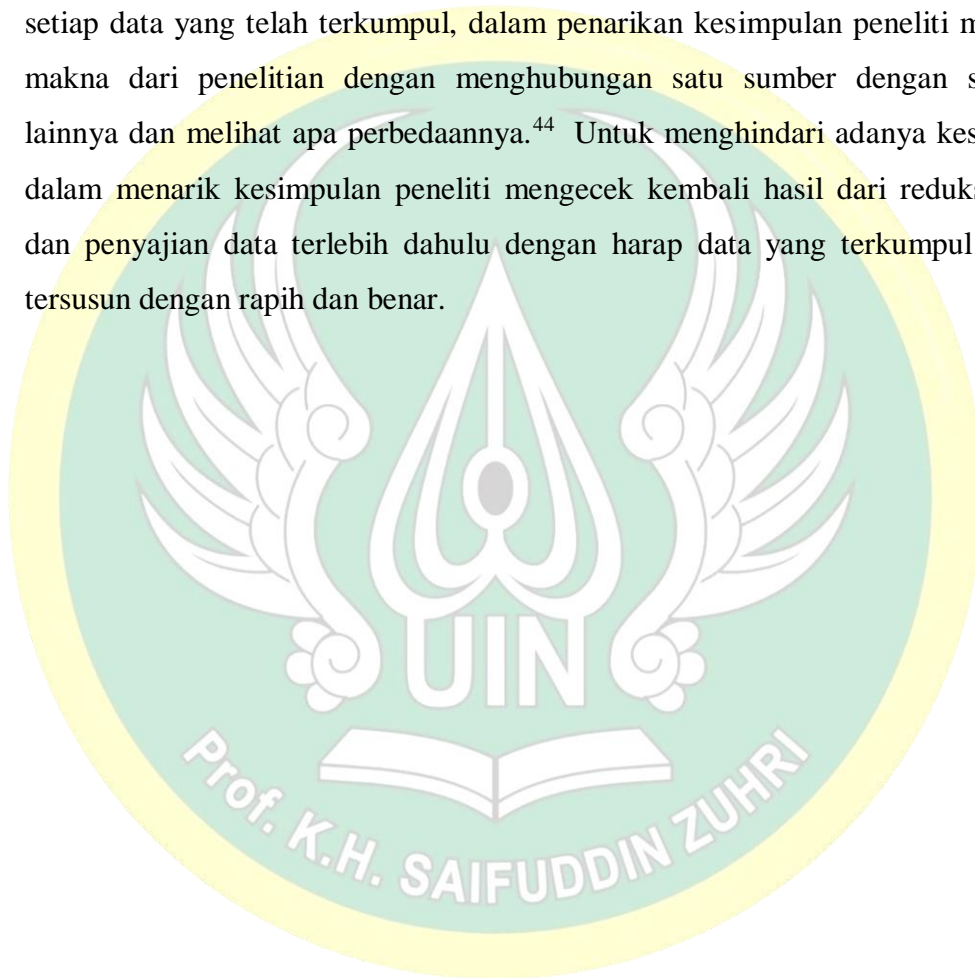 setiap data yang telah terkumpul, dalam penarikan kesimpulan peneliti
makna dari penelitian dengan menghubungan satu sumber dengan
lainnya dan melihat apa perbedaannya.44 Untuk menghindari adanya
dalam menarik kesimpulan peneliti mengecek kembali hasil dari
dan penyajian data terlebih dahulu dengan harap data yang terkumpul
tersusun dengan rapih dan benar.
UIN
Prof. K.H. SAIFUDDIN ZUHRI